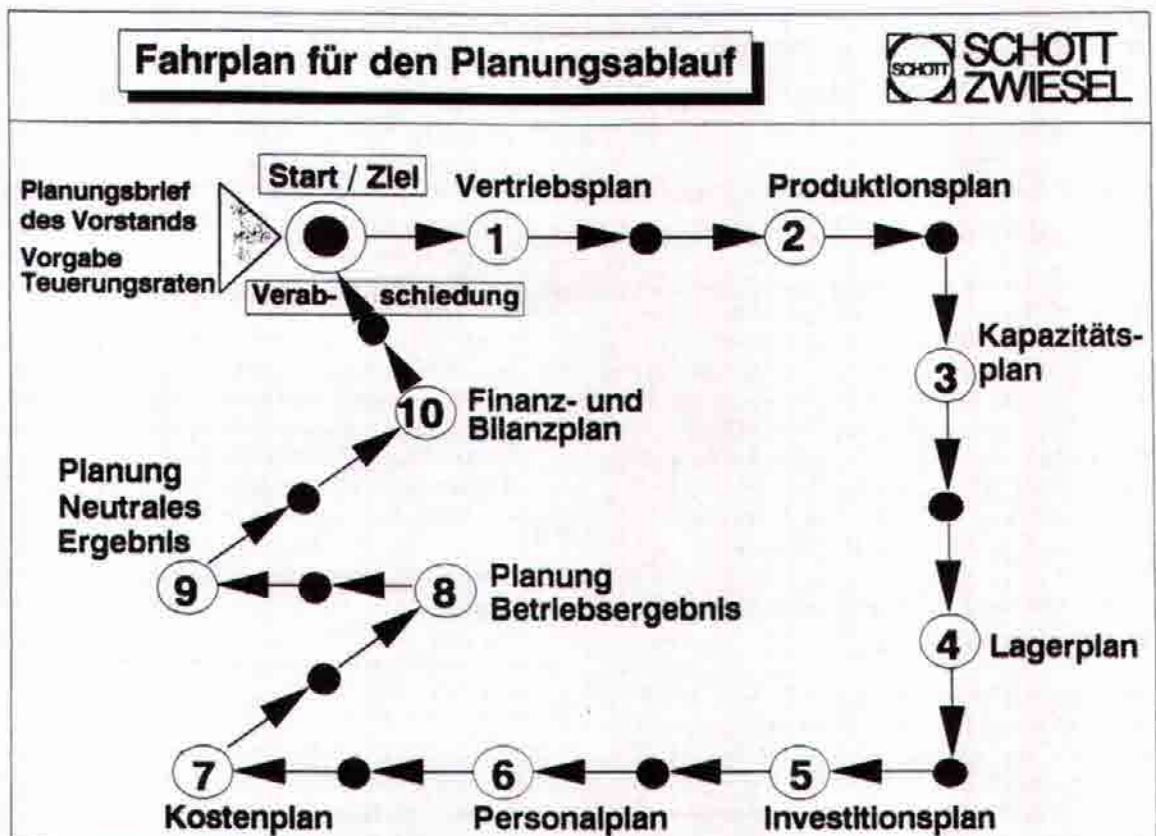 Fahrplan für den Planungsablauf
SCHOTT
SCHOTT
ZWIESEL
Planungsbrief
des Vorstands
Vorgabe
Teuerungsraten
Start / Ziel
Verab- schiedung
Vertriebsplan
1
Produktionsplan
2
Kapazitäts-
plan
3
4
Lagerplan
5
Investitionsplan
6
Personalplan
7
Kostenplan
8
Planung
Betriebsergebnis
Planung
Neutrales
Ergebnis
9
10
Finanz- und
Bilanzplan